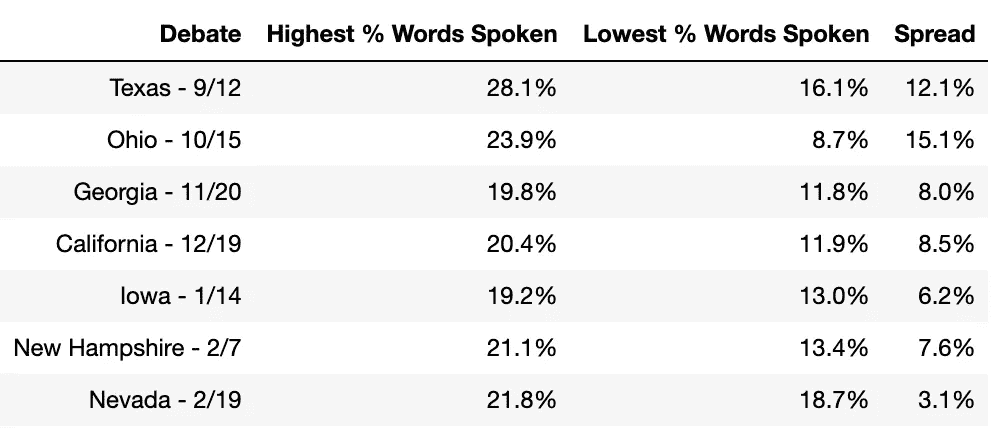 Debate Highest % Words Spoken Lowest % Words Spoken Spread
Texas - 9/12 28.1% 16.1% 12.1%
Ohio - 10/15 23.9% 8.7% 15.1%
Georgia - 11/20 19.8% 11.8% 8.0%
California - 12/19 20.4% 11.9% 8.5%
Iowa - 1/14 19.2% 13.0% 6.2%
New Hampshire - 2/7 21.1% 13.4% 7.6%
Nevada - 2/19 21.8% 18.7% 3.1%